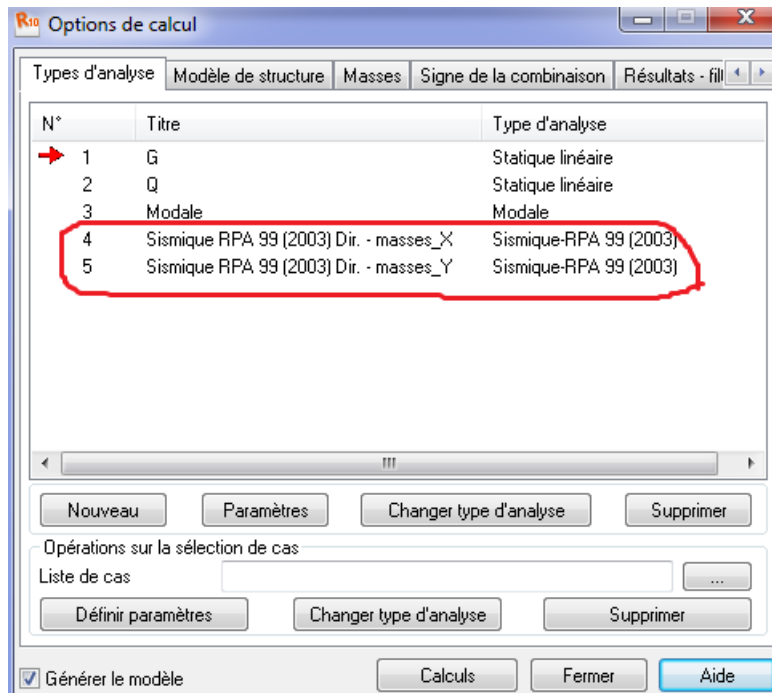 R10 Options de calcul
Types d'analyse Modèle de structure Masses Signe de la combinaison Résultats - filt
N° Titre Type d'analyse
1 G Statique linéaire
2 Q Statique linéaire
3 Modale Modale
4 Sismique RPA 99 (2003) Dir. - masses_X Sismique-RPA 99 (2003)
5 Sismique RPA 99 (2003) Dir. - masses_Y Sismique-RPA 99 (2003)
Nouveau Paramètres Changer type d'analyse Supprimer
Opérations sur la sélection de cas
Liste de cas ...
Définir paramètres Changer type d'analyse Supprimer
Générer le modèle Calculs Fermer Aide